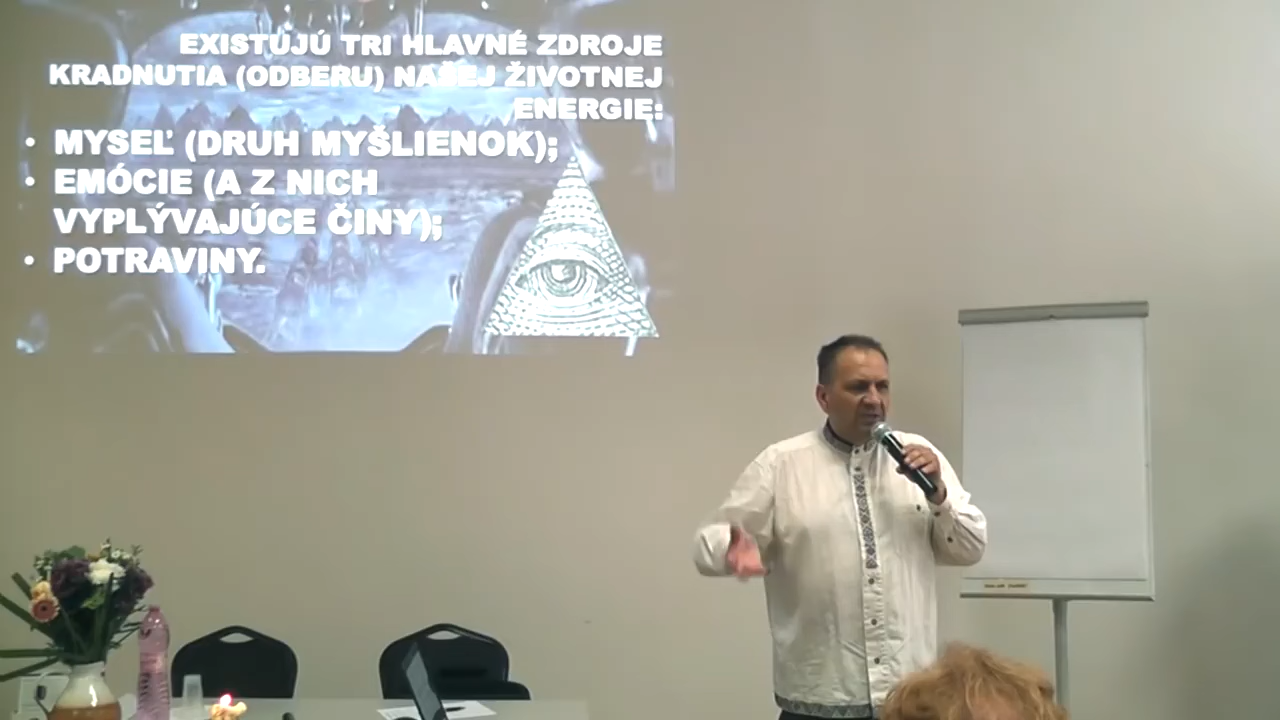 EXISTUJÚ TRI HLAVNÉ ZDROJE
KRADNUTIA (ODBERU) NAŠEJ ŽIVOTNEJ
ENERGIE:
• MYSEĽ (DRUH MYŠLIENOK);
• EMÓCIE (A Z NICH
VYPLÝVAJÚCE ČINY);
• POTRAVINY.